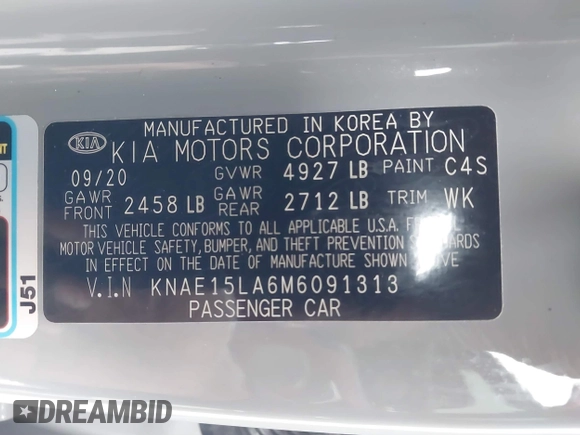 MANUFACTURED IN KOREA BY
KIA KIA MOTORS CORPORATION
09/20 GVWR 4927 LB PAINT C4S
GAWR FRONT 2458 LB GAWR REAR 2712 LB TRIM WK
THIS VEHICLE CONFORMS TO ALL APPLICABLE U.S.A. 
MOTOR VEHICLE SAFETY, BUMPER, AND THEFT PREVENTION
IN EFFECT ON THE DATE OF MANUFACTURE SHOWN
V.I.N KNAE15LA6M6091313
PASSENGER CAR
J51
DREAMBID